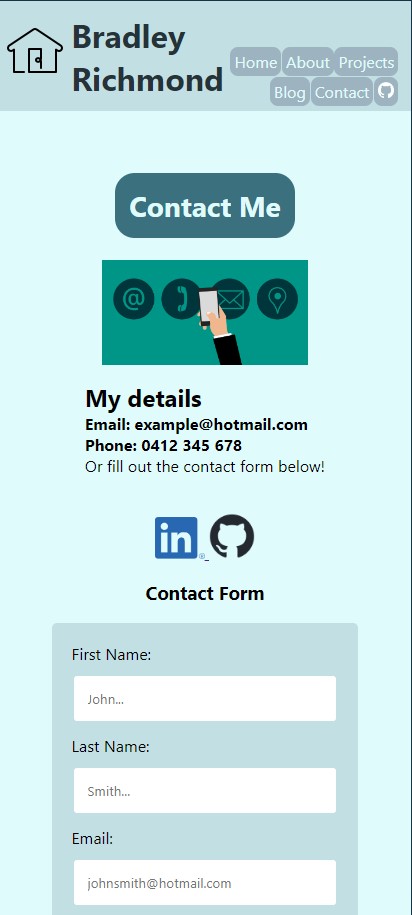 Bradley
Richmond
Home About Projects
Blog Contact
Contact Me
@
My details
Email: example@hotmail.com
Phone: 0412 345 678
Or fill out the contact form below!
in
Contact Form
First Name:
John...
Last Name:
Smith...
Email:
johnsmith@hotmail.com